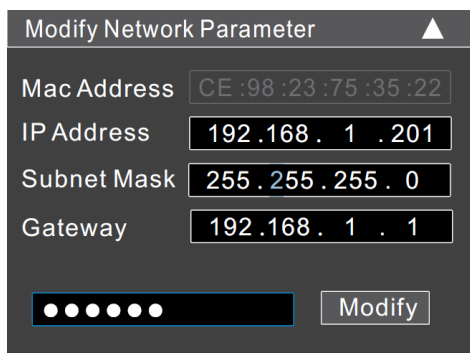 Modify Network Parameter
Mac Address CE :98 :23 :75 :35 :22
IP Address 192 .168 . 1 .201
Subnet Mask 255 . 255 . 255 . 0
Gateway 192 .168 . 1 . 1
●●●●●● Modify